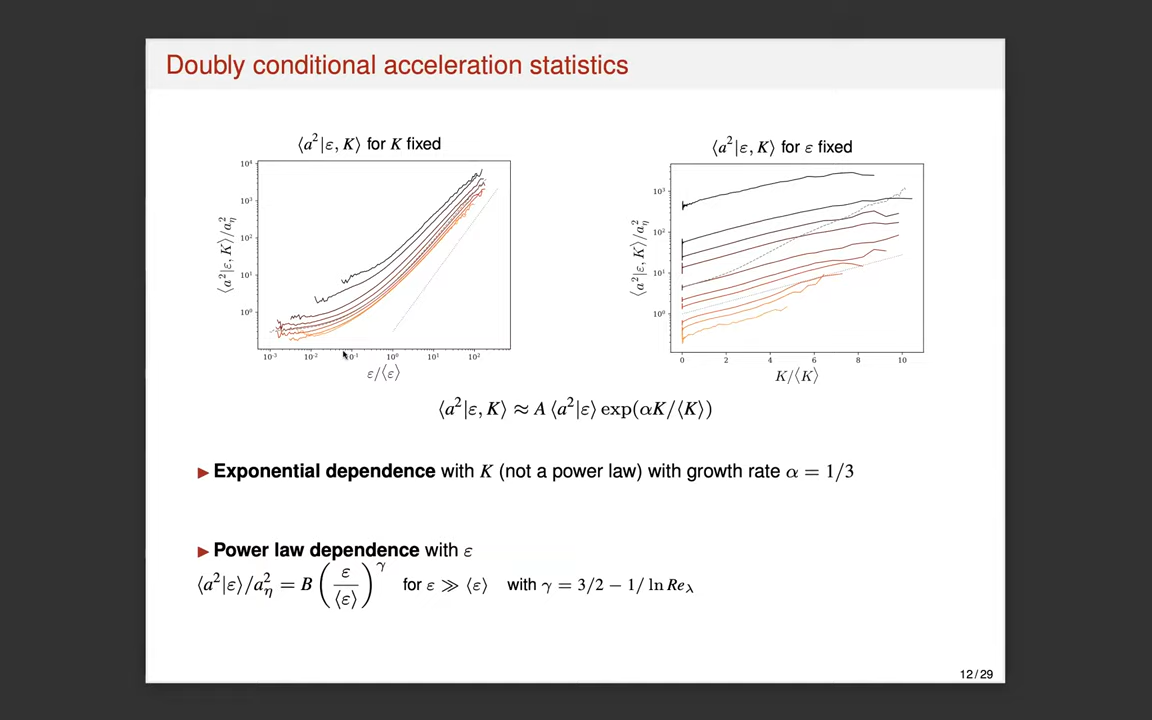 Doubly conditional acceleration statistics
⟨a²|ε, K⟩ for K fixed
10⁴
10³
10²
10¹
10⁰
⟨a²|ε, K⟩/a²_η
10⁻³ 10⁻² 10⁻¹ 10⁰ 10¹ 10²
ε/⟨ε⟩
⟨a²|ε, K⟩ for ε fixed
10³
10²
10¹
10⁰
⟨a²|ε, K⟩/a²_η
0 2 4 6 8 10
K/⟨K⟩
⟨a²|ε, K⟩ ≈ A ⟨a²|ε⟩ exp(αK/⟨K⟩)
▶ Exponential dependence with K (not a power law) with growth rate α = 1/3
▶ Power law dependence with ε
⟨a²|ε⟩/a²_η = B (ε/⟨ε⟩)^γ for ε ≫ ⟨ε⟩ with γ = 3/2 − 1/ ln Re_λ
12/29